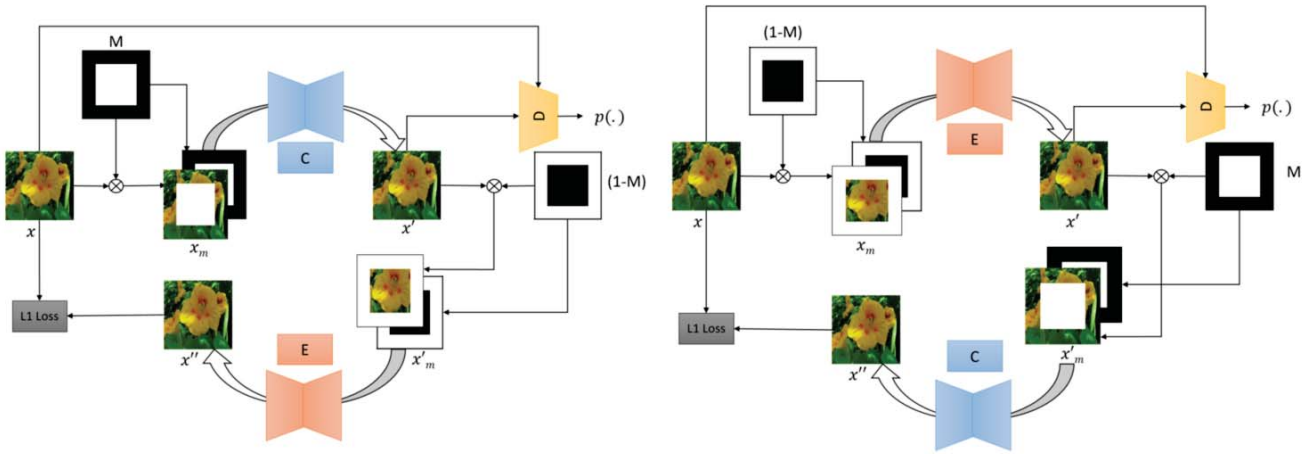 M
C
D
p(.)
(1-M)
x
x_m
x'
L1 Loss
x''
E
x'_m
(1-M)
E
D
p(.)
M
x
x_m
x'
L1 Loss
x''
C
x'_m